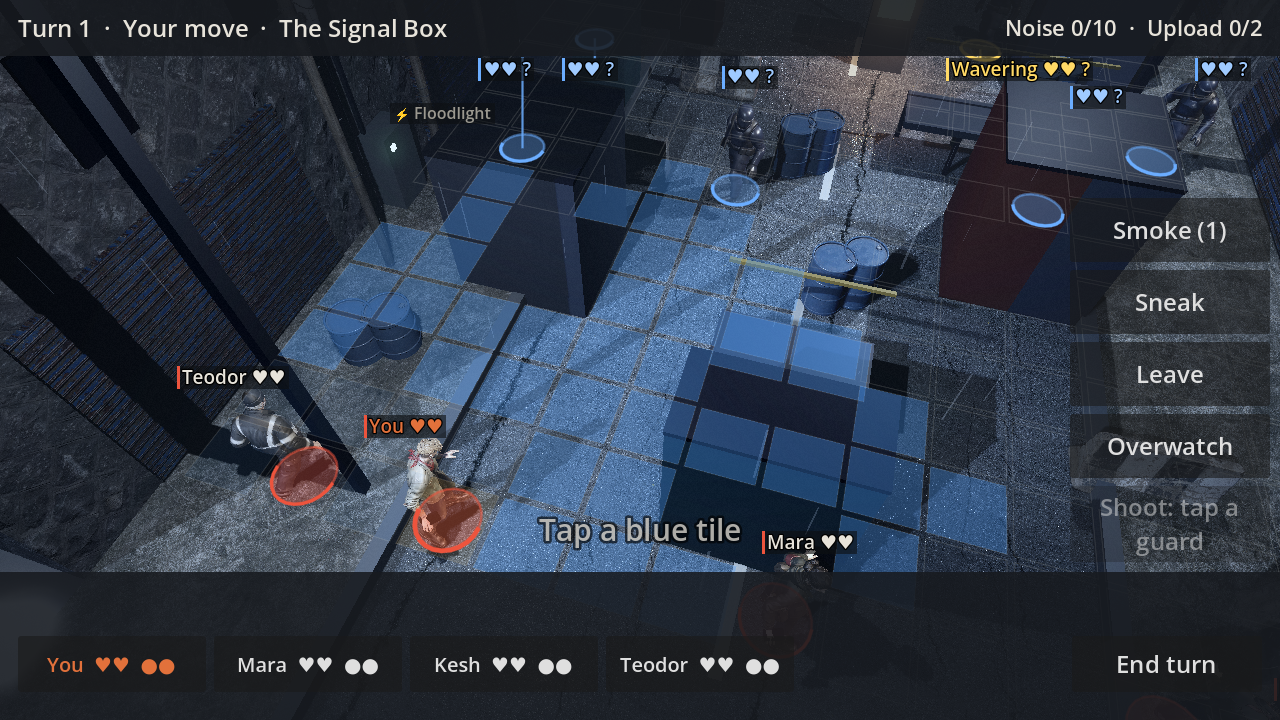 Turn 1 · Your move · The Signal Box
Noise 0/10 · Upload 0/2
♥♥ ?
♥♥ ?
♥♥ ?
Wavering ♥♥ ?
♥♥ ?
♥♥ ?
⚡ Floodlight
Smoke (1)
Sneak
Leave
Overwatch
Shoot: tap a
guard
Teodor ♥♥
You ♥♥
Tap a blue tile
Mara ♥♥
You ♥♥ ●●
Mara ♥♥ ●●
Kesh ♥♥ ●●
Teodor ♥♥ ●●
End turn